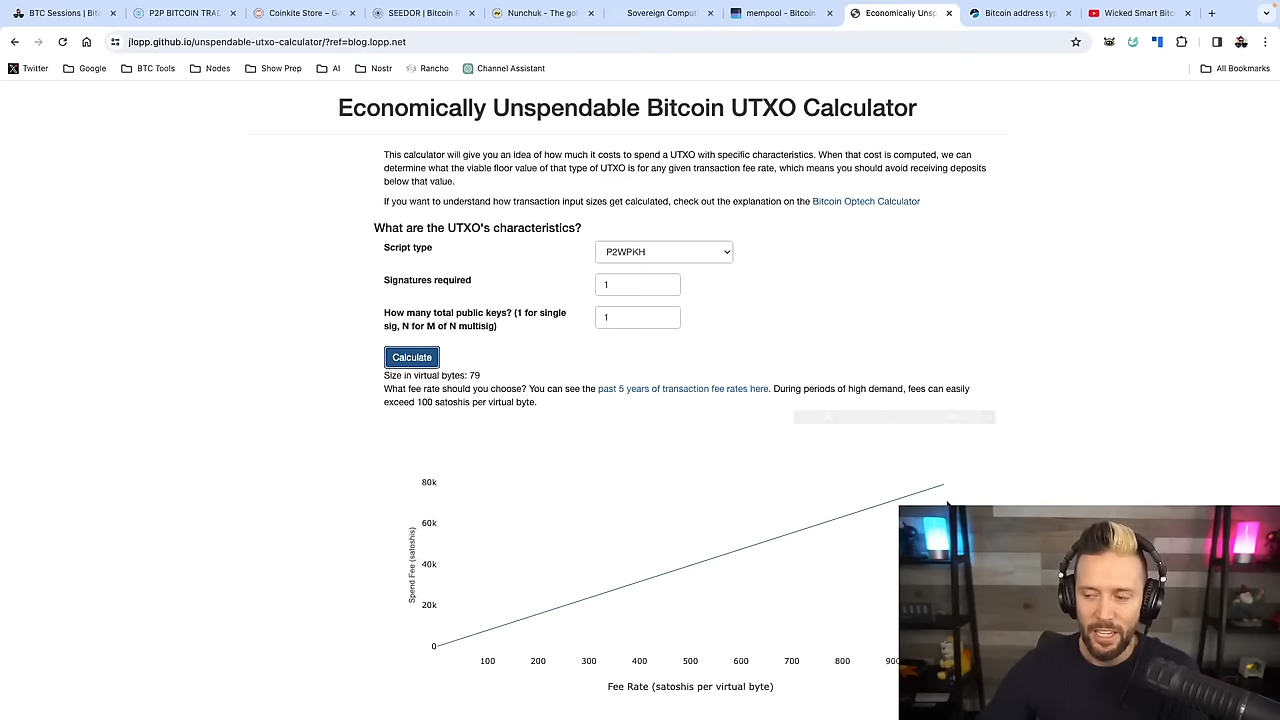 BTC Sessions | Bit
P2P BITCOIN TRAD
Coinkite Store – G
SEEDOR | Bitcoin
Nunchuk - The go
Sovereign Comput
mempool - Bitcoin
Economically Unsp
Bitcoin address typ
Wicked Smart Bitc
jlopp.github.io/unspendable-utxo-calculator/?ref=blog.lopp.net
Twitter
Google
BTC Tools
Nodes
Show Prep
AI
Nostr
Rancho
Channel Assistant
All Bookmarks
Economically Unspendable Bitcoin UTXO Calculator
This calculator will give you an idea of how much it costs to spend a UTXO with specific characteristics. When that cost is computed, we can
determine what the viable floor value of that type of UTXO is for any given transaction fee rate, which means you should avoid receiving deposits
below that value.
If you want to understand how transaction input sizes get calculated, check out the explanation on the Bitcoin Optech Calculator
What are the UTXO's characteristics?
Script type
P2WPKH
Signatures required
1
How many total public keys? (1 for single
sig, N for M of N multisig)
1
Calculate
Size in virtual bytes: 79
What fee rate should you choose? You can see the past 5 years of transaction fee rates here. During periods of high demand, fees can easily
exceed 100 satoshis per virtual byte.
80k
60k
40k
20k
0
Spend Fee (satoshis)
100
200
300
400
500
600
700
800
900
Fee Rate (satoshis per virtual byte)